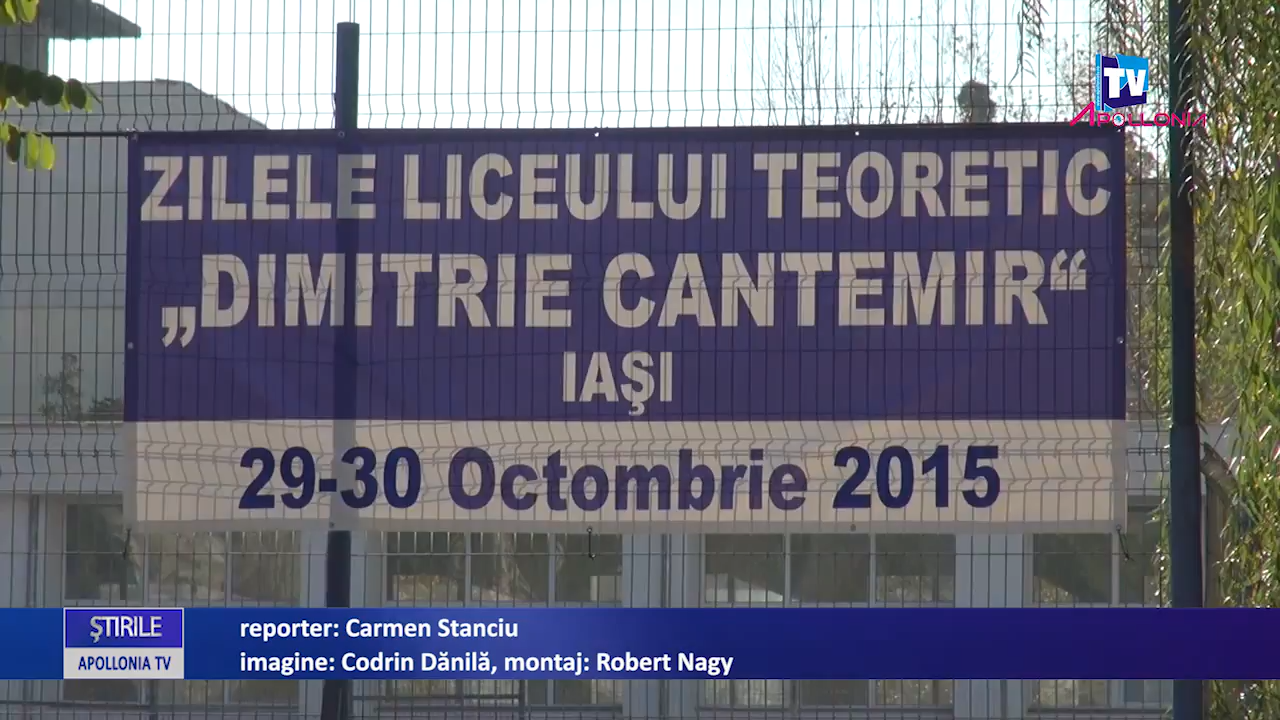 TV
APOLLONIA
ZILELE LICEULUI TEORETIC
„DIMITRIE CANTEMIR“
IAŞI
29-30 Octombrie 2015
ŞTIRILE
APOLLONIA TV
reporter: Carmen Stanciu
imagine: Codrin Dănilă, montaj: Robert Nagy